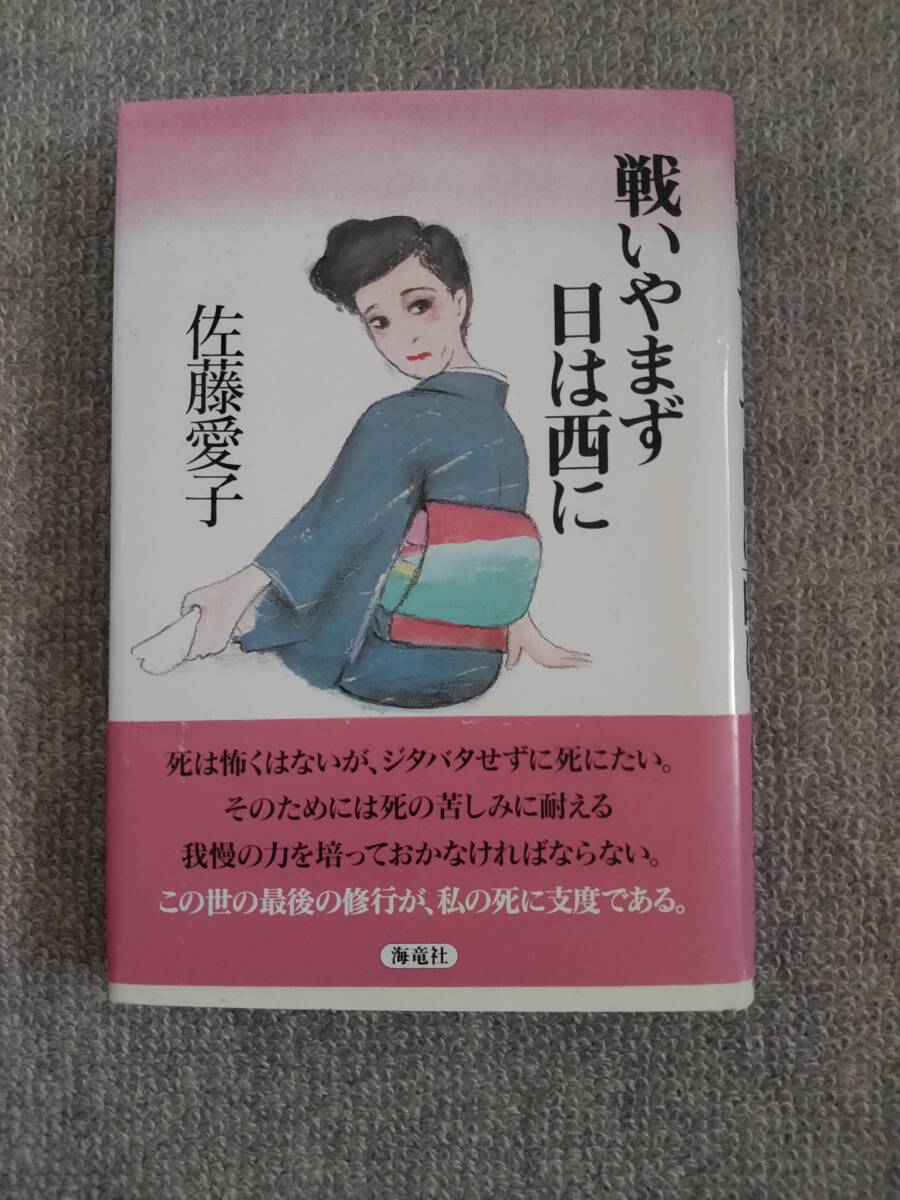 戦いやまず
日は西に
佐藤愛子
死は怖くはないが、ジタバタせずに死にたい。
そのためには死の苦しみに耐える
我慢の力を培っておかなければならない。
この世の最後の修行が、私の死に支度である。
海竜社